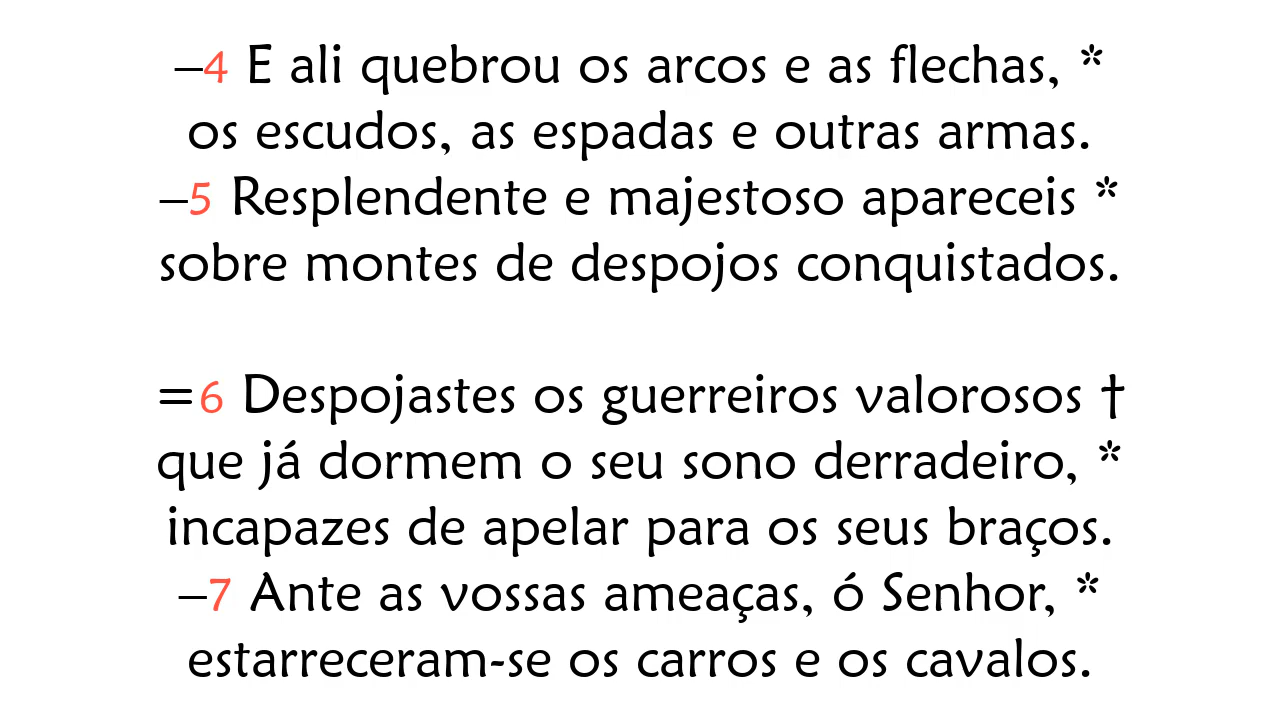 –4 E ali quebrou os arcos e as flechas, *
os escudos, as espadas e outras armas.
–5 Resplendente e majestoso apareceis *
sobre montes de despojos conquistados.
=6 Despojastes os guerreiros valorosos †
que já dormem o seu sono derradeiro, *
incapazes de apelar para os seus braços.
–7 Ante as vossas ameaças, ó Senhor, *
estarreceram-se os carros e os cavalos.